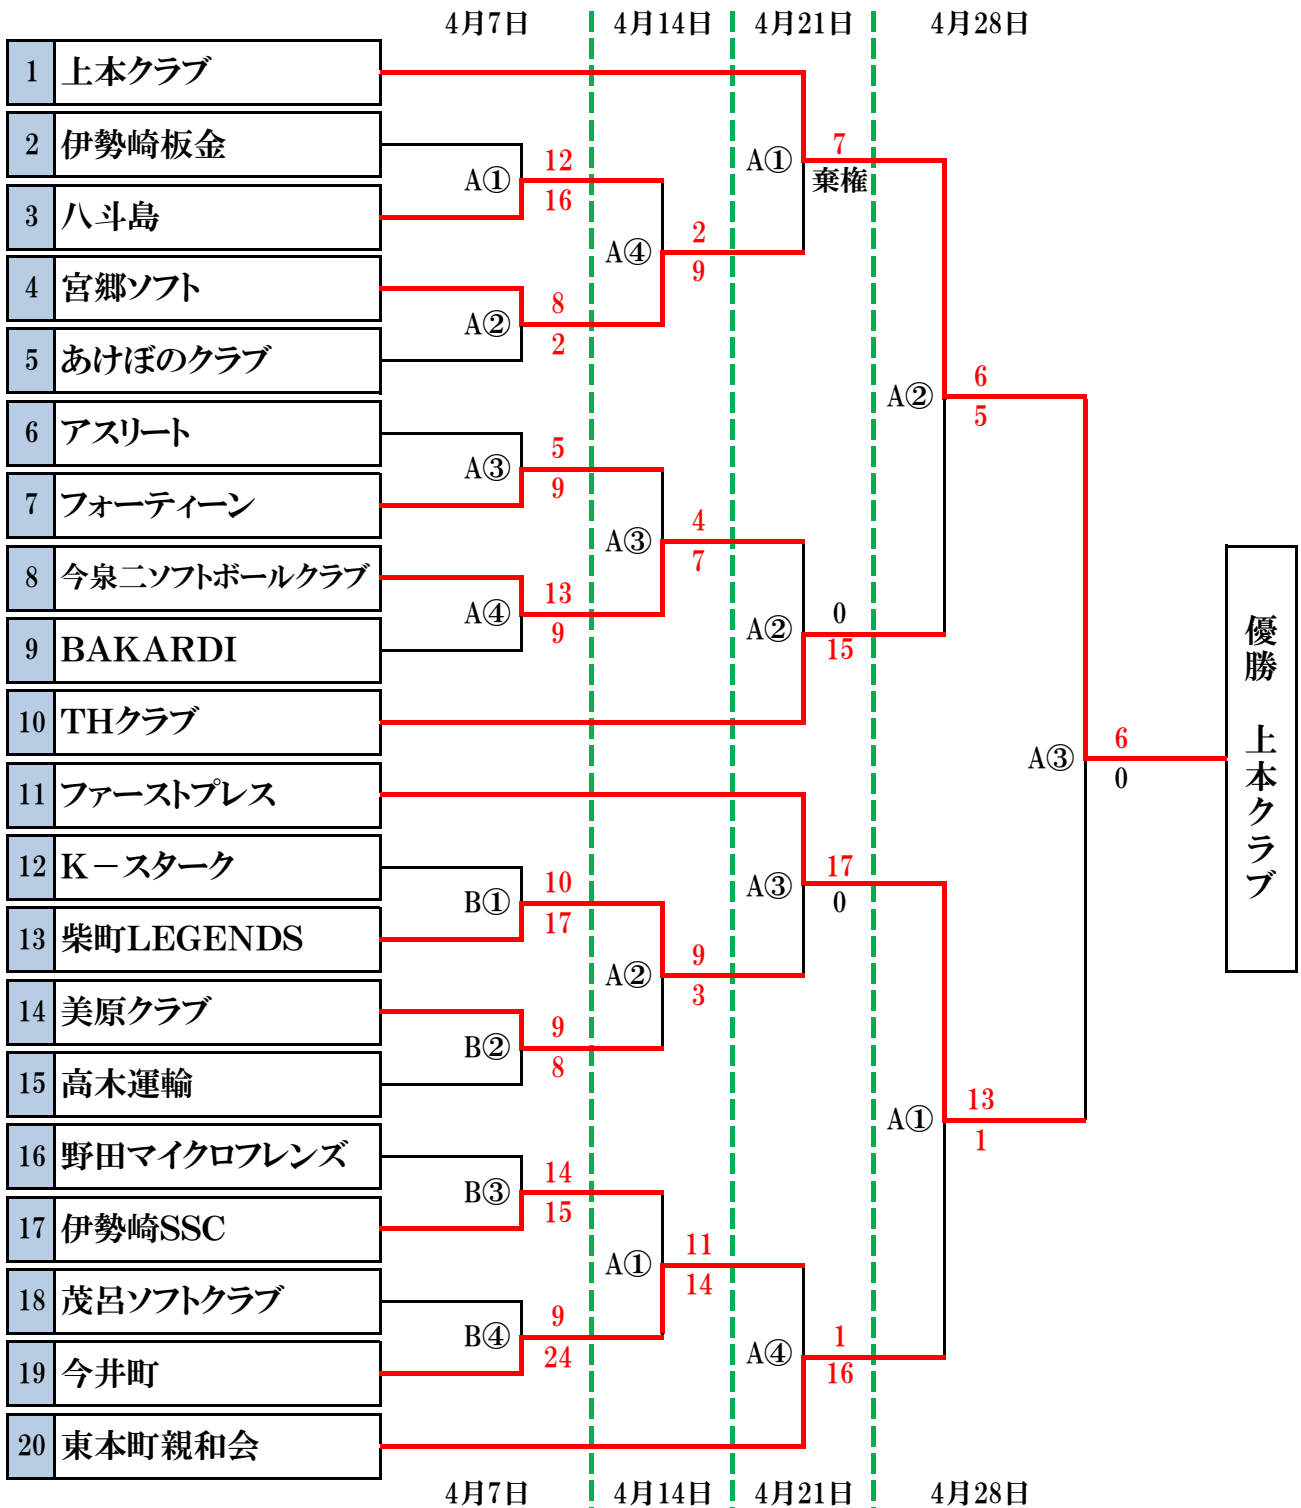 4月7日 4月14日 4月21日 4月28日
1 上本クラブ
2 伊勢崎板金
3 八斗島
4 宮郷ソフト
5 あけぼのクラブ
6 アスリート
7 フォーティーン
8 今泉二ソフトボールクラブ
9 BAKARDI
10 THクラブ
11 ファーストプレス
12 K－スターク
13 柴町LEGENDS
14 美原クラブ
15 高木運輸
16 野田マイクロフレンズ
17 伊勢崎SSC
18 茂呂ソフトクラブ
19 今井町
20 東本町親和会
A①
12
16
A②
8
2
A③
5
9
A④
13
9
B①
10
17
B②
9
8
B③
14
15
B④
9
24
A④
2
9
A③
4
7
A②
9
3
A①
11
14
A①
7
棄権
A②
0
15
A③
17
0
A④
1
16
A②
6
5
A①
13
1
A③
6
0
優勝 上本クラブ
4月7日 4月14日 4月21日 4月28日